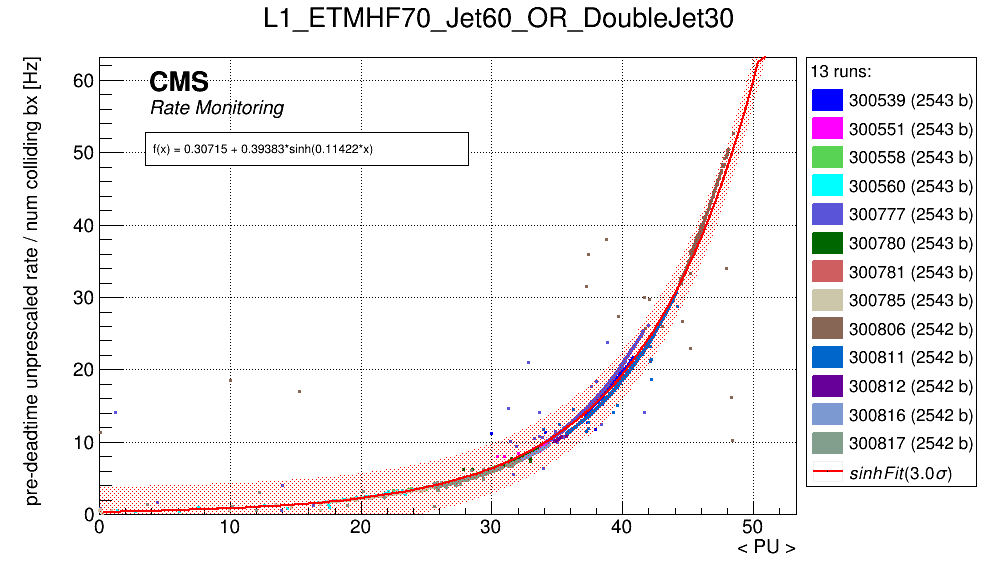 L1_ETMHF70_Jet60_OR_DoubleJet30
pre-deadtime unprescaled rate / num colliding bx [Hz]
CMS
Rate Monitoring
f(x) = 0.30715 + 0.39383*sinh(0.11422*x)
60
50
40
30
20
10
0
0 10 20 30 40 50
< PU >
13 runs:
300539 (2543 b)
300551 (2543 b)
300558 (2543 b)
300560 (2543 b)
300777 (2543 b)
300780 (2543 b)
300781 (2543 b)
300785 (2543 b)
300806 (2542 b)
300811 (2542 b)
300812 (2542 b)
300816 (2542 b)
300817 (2542 b)
sinhFit(3.0σ)